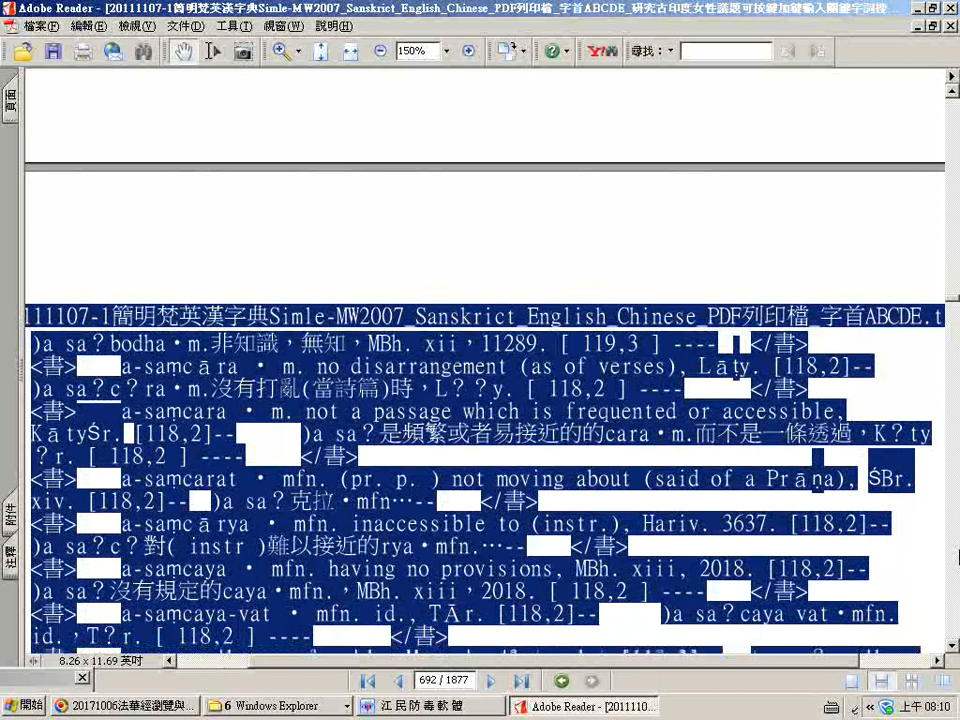 Adobe Reader - [20111107-1簡明梵英漢字典Simle-MW2007_Sanskrict_English_Chinese_PDF列印檔_字首ABCDE_研究古印度女性議題可按
檔案(F) 編輯(E) 檢視(V) 文件(D) 工具(T) 視窗(W) 說明(H)
150% Y! 尋找：
頁面
111107-1簡明梵英漢字典Simle-MW2007_Sanskrict_English_Chinese_PDF列印檔_字首ABCDE.t
)a sa？bodha‧m.非知識，無知，MBh. xii，11289. [ 119,3 ] ---- </書>
<書> a-saṃcāra ‧ m. no disarrangement (as of verses), Lāṭy. [118,2]--
)a sa？c？ra‧m.沒有打亂(當詩篇)時，L？？y. [ 118,2 ] ---- </書>
<書> a-saṃcara ‧ m. not a passage which is frequented or accessible,
KātyŚr. [118,2]-- )a sa？是頻繁或者易接近的的cara‧m.而不是一條透過，K？ty
？r. [ 118,2 ] ---- </書>
<書> a-saṃcarat ‧ mfn. (pr. p. ) not moving about (said of a Prāṇa), ŚBr.
xiv. [118,2]-- )a sa？克拉‧mfn…-- </書>
<書> a-saṃcārya ‧ mfn. inaccessible to (instr.), Hariv. 3637. [118,2]--
)a sa？c？對( instr )難以接近的rya‧mfn.…-- </書>
<書> a-saṃcaya ‧ mfn. having no provisions, MBh. xiii, 2018. [118,2]--
)a sa？沒有規定的caya‧mfn.，MBh. xiii，2018. [ 118,2 ] ---- </書>
<書> a-saṃcaya-vat ‧ mfn. id., TĀr. [118,2]-- )a sa？caya vat‧mfn.
id.，T？r. [ 118,2 ] ---- </書>
附件
注釋
8.26 x 11.69 英吋
692 / 1877
開始 20171006法華經瀏覽與... 6 Windows Explorer 江民防毒軟體 Adobe Reader - [2011110... 上午 08:10